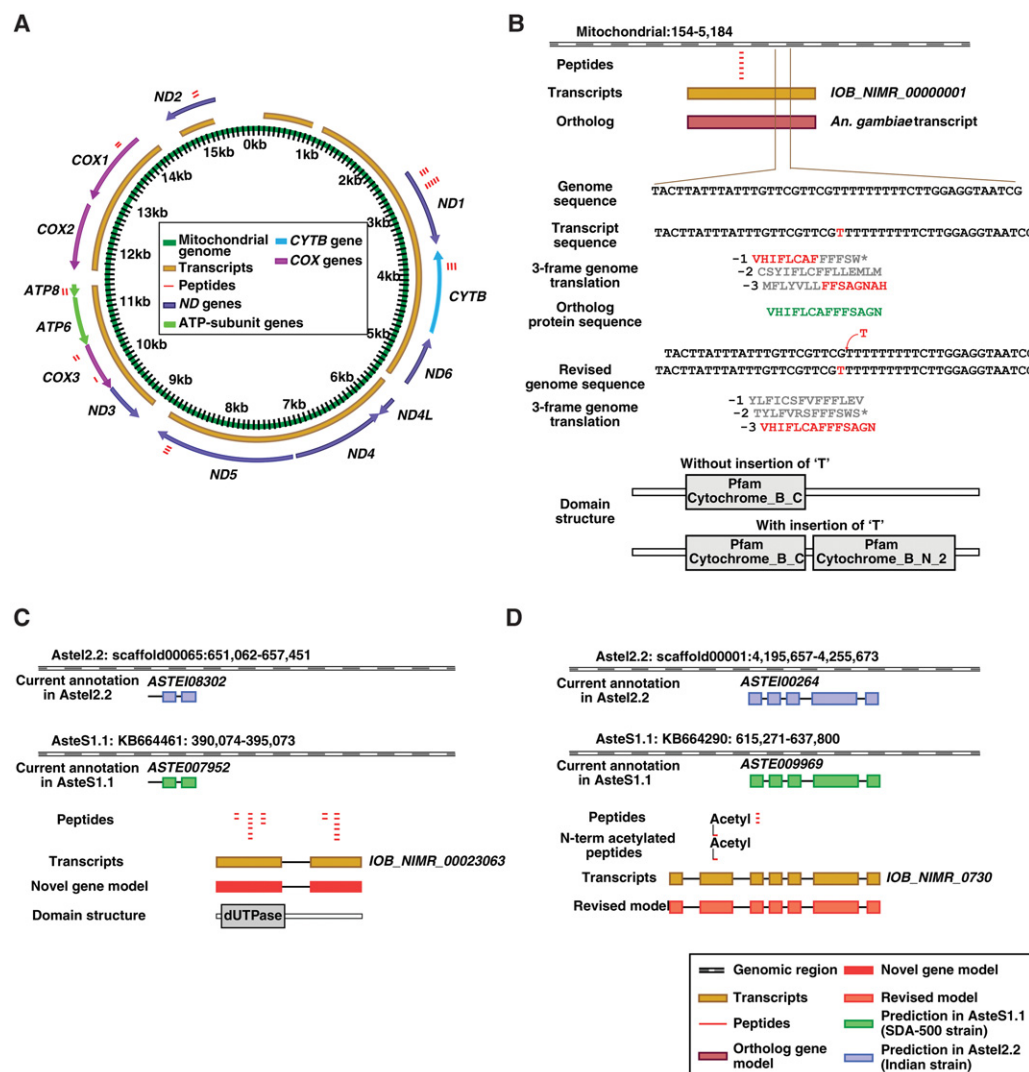 A
ND2
COX1
COX2
ATP8
ATP6
COX3
ND3
ND5
ND4
ND4L
ND6
CYTB
ND1
0kb
1kb
2kb
3kb
4kb
5kb
6kb
7kb
8kb
9kb
10kb
11kb
12kb
13kb
14kb
15kb
Mitochondrial genome
Transcripts
Peptides
ND genes
ATP-subunit genes
CYTB gene
COX genes
B
Mitochondrial:154-5,184
Peptides
Transcripts
IOB_NIMR_00000001
Ortholog
An. gambiae transcript
Genome sequence
TACTTATTTATTTGTTCGTTCGTTTTTTTTTCTTGGAGGTAATCG
Transcript sequence
TACTTATTTATTTGTTCGTTCGTTTTTTTTTTCTTGGAGGTAATCG
3-frame genome translation
-1 VHIFLCAFFFFSW*
-2 CSYIFLCFFFLLEMLM
-3 MFLYVLLFFSAGNAH
Ortholog protein sequence
VHIFLCAFFFSAGN
T
Revised genome sequence
TACTTATTTATTTGTTCGTTCGTTTTTTTTTCTTGGAGGTAATCG
TACTTATTTATTTGTTCGTTCGTTTTTTTTTTCTTGGAGGTAATCG
3-frame genome translation
-1 YLFICSFVFFFLEV
-2 TYLFVRSFFFSWS*
-3 VHIFLCAFFFSAGN
Domain structure
Without insertion of 'T'
Pfam
Cytochrome_B_C
With insertion of 'T'
Pfam
Cytochrome_B_C
Pfam
Cytochrome_B_N_2
C
Astel2.2: scaffold00065:651,062-657,451
Current annotation in Astel2.2
ASTEI08302
AsteS1.1: KB664461: 390,074-395,073
Current annotation in AsteS1.1
ASTE007952
Peptides
Transcripts
IOB_NIMR_00023063
Novel gene model
Domain structure
dUTPase
D
Astel2.2: scaffold00001:4,195,657-4,255,673
Current annotation in Astel2.2
ASTEI00264
AsteS1.1: KB664290: 615,271-637,800
Current annotation in AsteS1.1
ASTE009969
Peptides
Acetyl
N-term acetylated peptides
Acetyl
Transcripts
IOB_NIMR_0730
Revised model
Genomic region
Transcripts
Peptides
Ortholog gene model
Novel gene model
Revised model
Prediction in AsteS1.1 (SDA-500 strain)
Prediction in Astel2.2 (Indian strain)